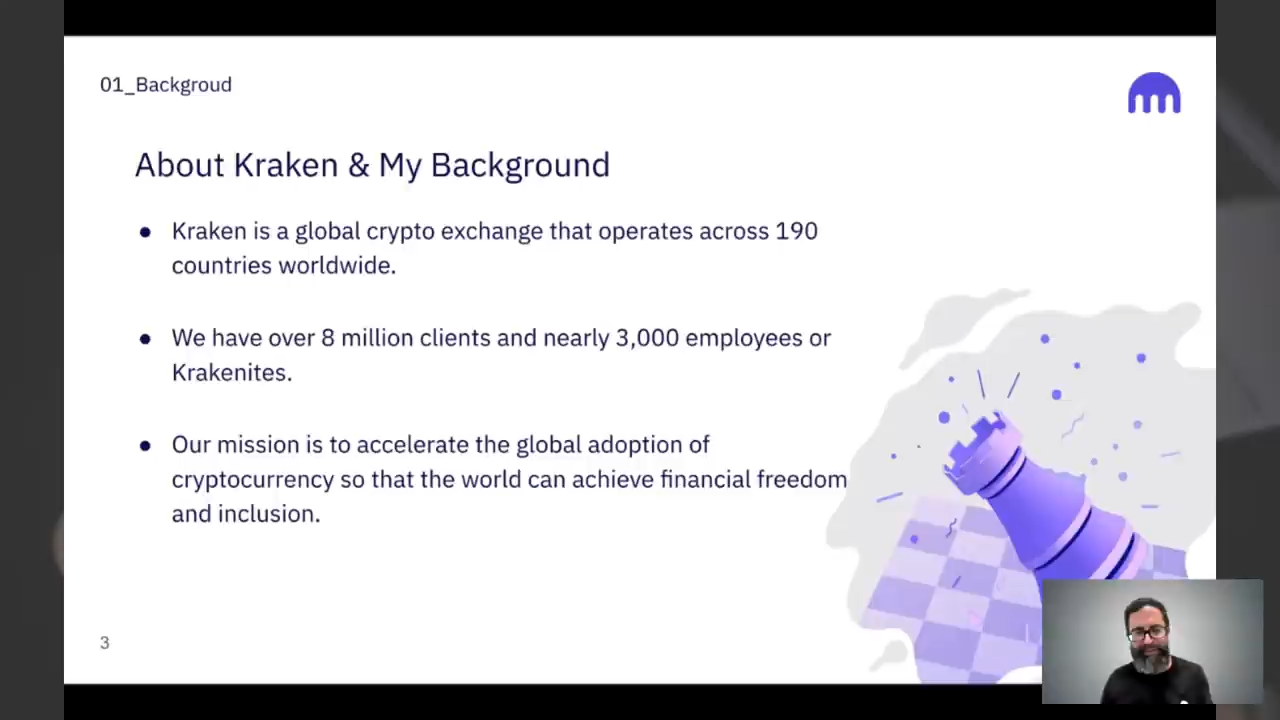 01_Backgroud
About Kraken & My Background
● Kraken is a global crypto exchange that operates across 190
countries worldwide.
● We have over 8 million clients and nearly 3,000 employees or
Krakenites.
● Our mission is to accelerate the global adoption of
cryptocurrency so that the world can achieve financial freedom
and inclusion.
3